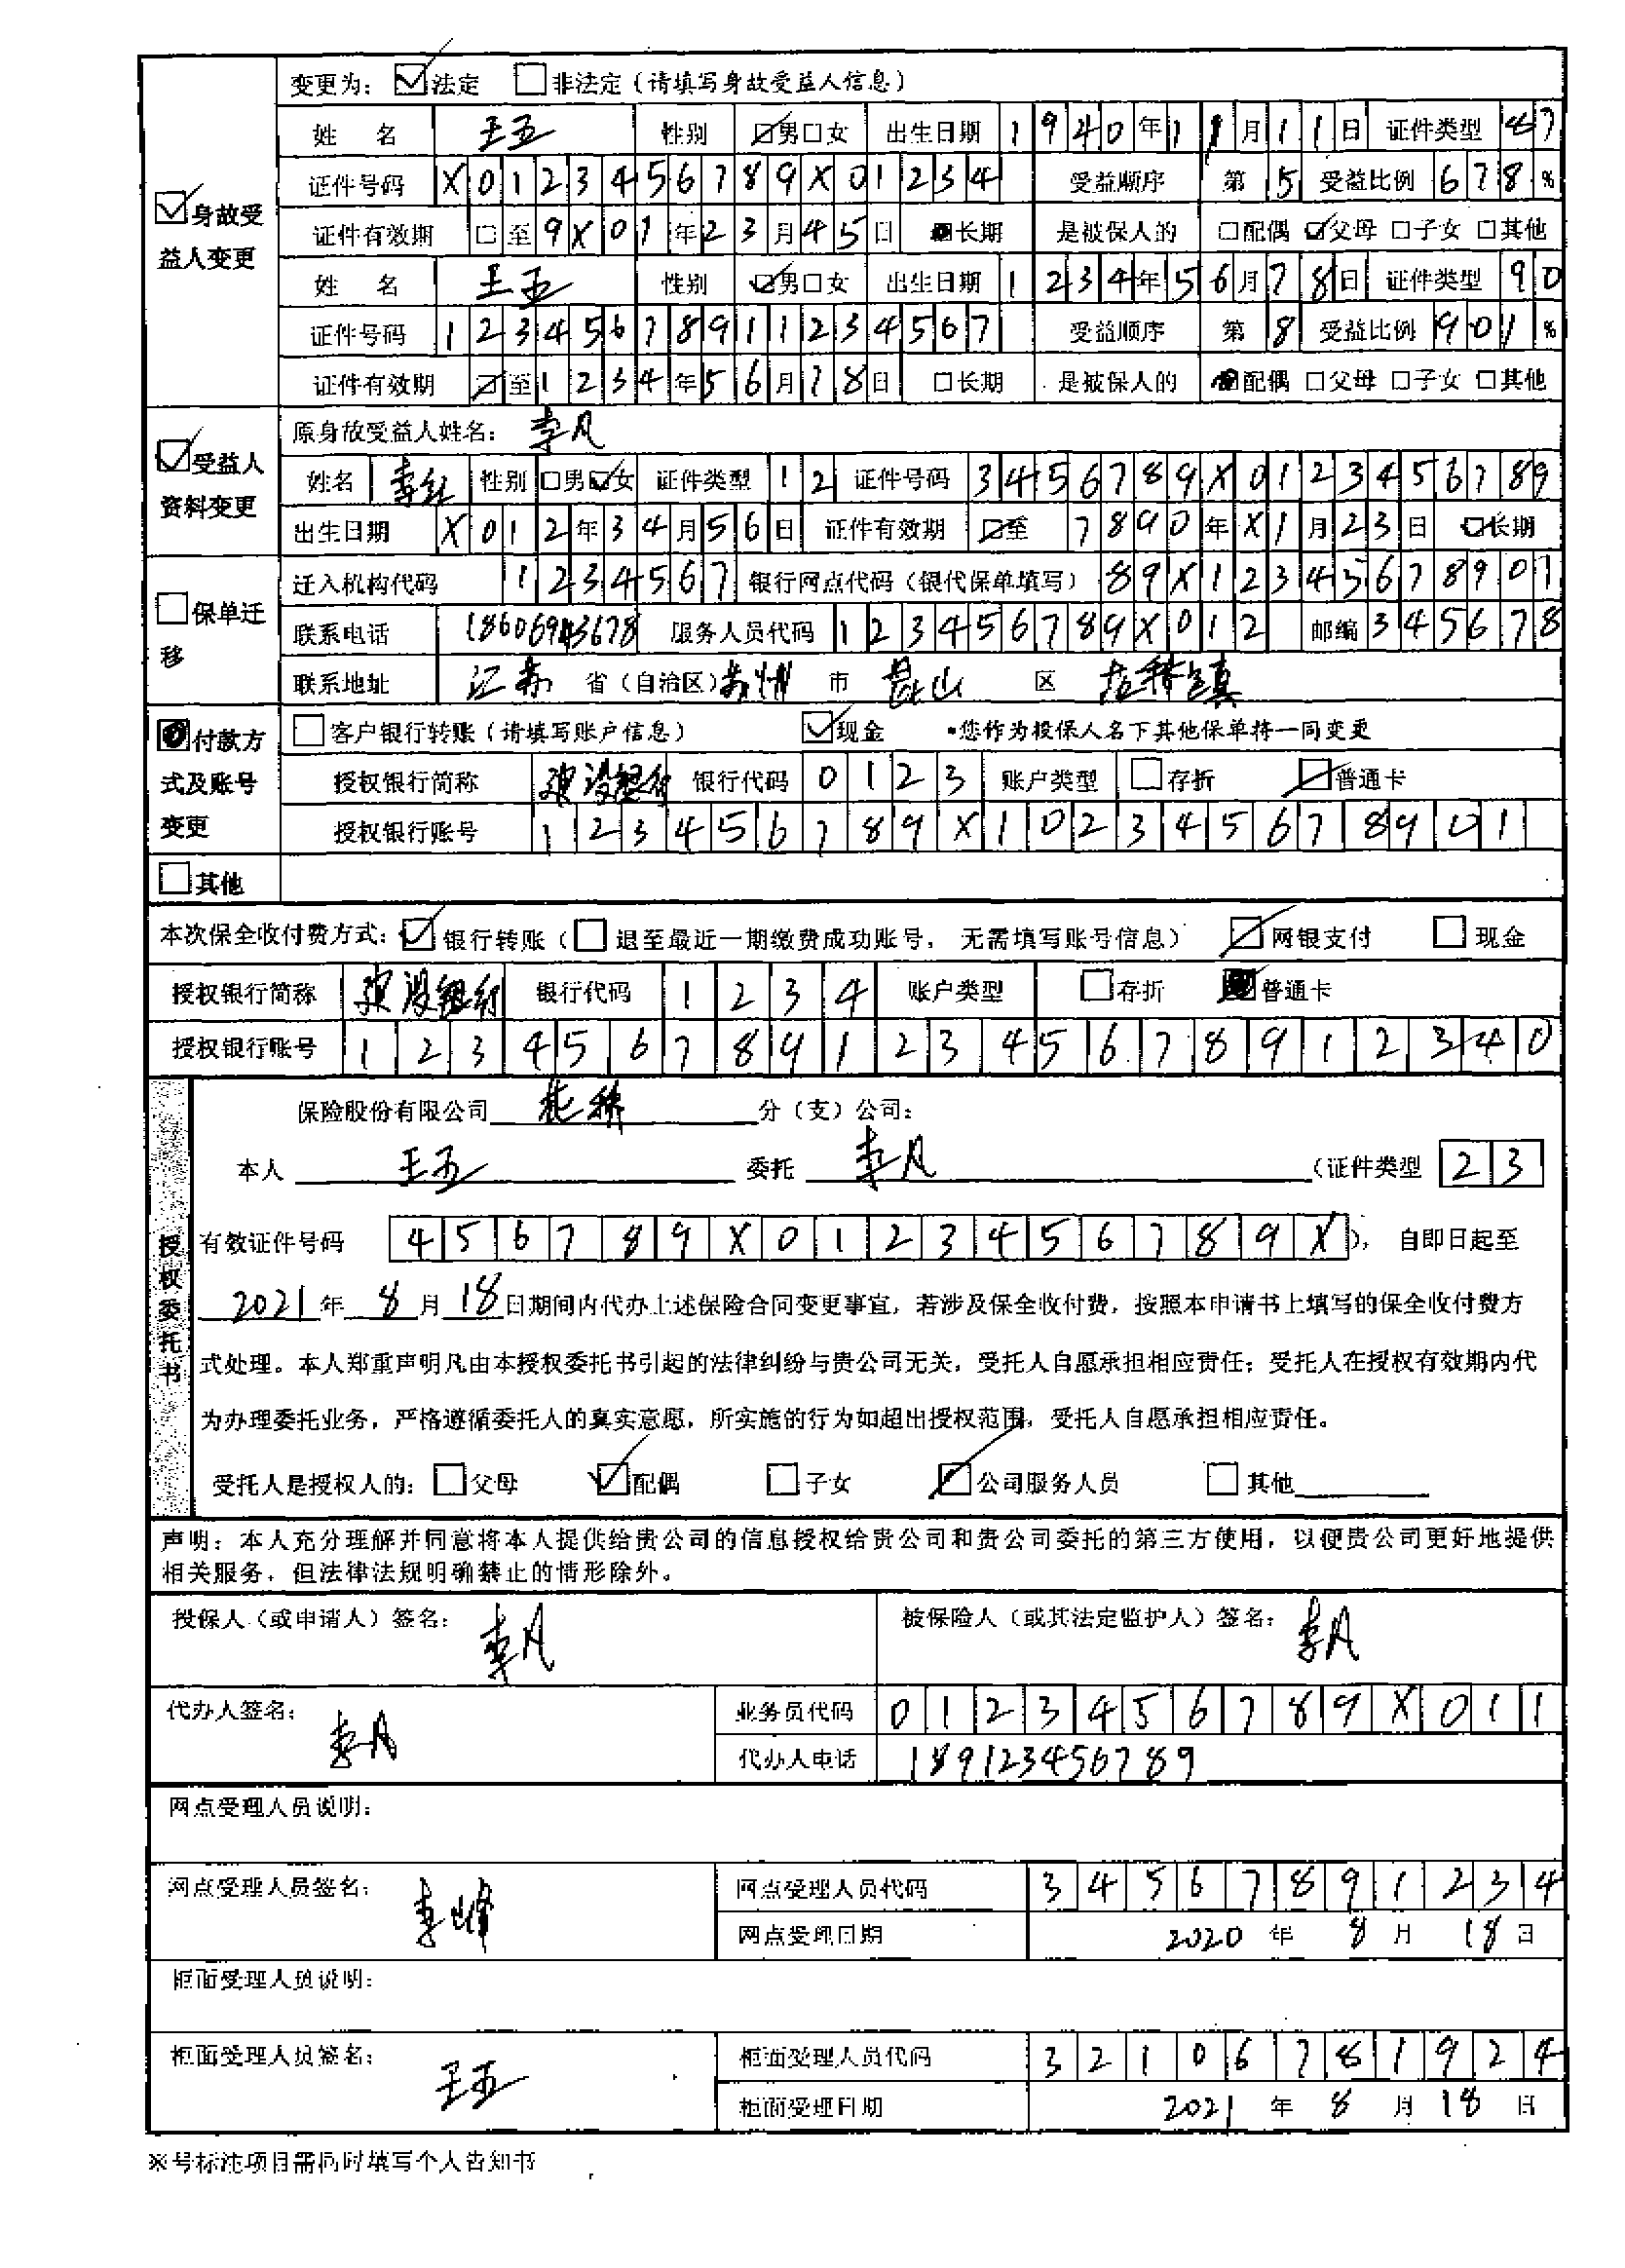 变更为：☑法定 □非法定（请填写身故受益人信息）
姓 名 王五 性别 ☑男□女 出生日期 1940年11月11日 证件类型 87
证件号码 X0123456789X01234 受益顺序 第 5 受益比例 678%
☑身故受益人变更
证件有效期 □至9X01年23月45日 ■长期 是被保人的 □配偶 ☑父母 □子女 □其他
姓 名 王五 性别 ☑男□女 出生日期 1234年56月78日 证件类型 90
证件号码 12345678911234567 受益顺序 第 8 受益比例 901%
证件有效期 ☑至1234年56月78日 □长期 是被保人的 ■配偶 □父母 □子女 □其他
☑受益人资料变更
原身故受益人姓名：李凡
姓名 李红 性别 □男☑女 证件类型 12 证件号码 3456789X0123456789
出生日期 X012年34月56日 证件有效期 ☑至 7890年X1月23日 ☑长期
□保单迁移
迁入机构代码 1234567 银行网点代码（银代保单填写） 89X12345678901
联系电话 服务人员代码 123456789X012 邮编 345678
联系地址 江苏 省（自治区）苏州 市 昆山 区 花桥镇
■付款方式及账号变更
□客户银行转账（请填写账户信息） ☑现金 *您作为投保人名下其他保单将一同变更
授权银行简称 建设银行 银行代码 0123 账户类型 □存折 ☑普通卡
授权银行账号 123456789X102345678901
□其他
本次保全收付费方式：☑银行转账（□退至最近一期缴费成功账号，无需填写账号信息） ☑网银支付 □现金
授权银行简称 建设银行 银行代码 1234 账户类型 □存折 ■普通卡
授权银行账号 12345678912345678912340
授权委托书
保险股份有限公司 花桥 分（支）公司：
本人 王五 委托 李凡 （证件类型 23
有效证件号码 456789X0123456789X ），自即日起至
2021年 8月 18日期间内代办上述保险合同变更事宜，若涉及保全收付费，按照本申请书上填写的保全收付费方
式处理。本人郑重声明凡由本授权委托书引起的法律纠纷与贵公司无关，受托人自愿承担相应责任；受托人在授权有效期内代
为办理委托业务，严格遵循委托人的真实意愿，所实施的行为如超出授权范围，受托人自愿承担相应责任。
受托人是授权人的：□父母 ☑配偶 □子女 ☑公司服务人员 □其他
声明：本人充分理解并同意将本人提供给贵公司的信息授权给贵公司和贵公司委托的第三方使用，以便贵公司更好地提供
相关服务，但法律法规明确禁止的情形除外。
投保人（或申请人）签名：李凡 被保险人（或其法定监护人）签名：李凡
代办人签名：李凡 业务员代码 0123456789X011
代办人电话 189123456789
网点受理人员说明：
网点受理人员签名：李峰 网点受理人员代码 34567891234
网点受理日期 2020 年 8 月 18 日
柜面受理人员说明：
柜面受理人员签名：王五 柜面受理人员代码 32106781924
柜面受理日期 2021 年 8 月 18 日
※号标注项目需同时填写个人告知书